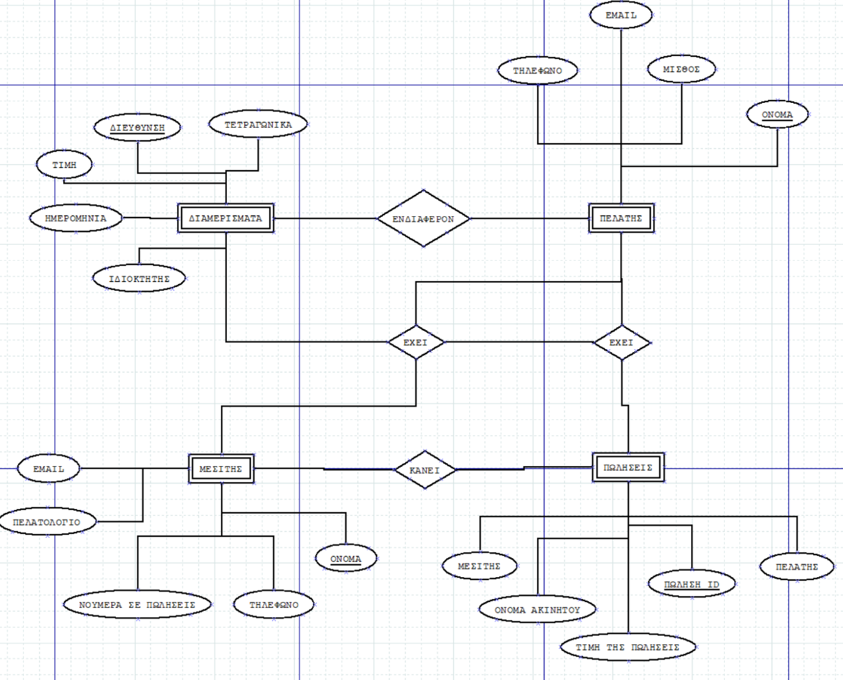 EMAIL
ΤΗΛΕΦΩΝΟ
ΜΙΣΘΟΣ
ΟΝΟΜΑ
ΔΙΕΥΘΥΝΣΗ
ΤΕΤΡΑΓΩΝΙΚΑ
ΤΙΜΗ
ΗΜΕΡΟΜΗΝΙΑ
ΔΙΑΜΕΡΙΣΜΑΤΑ
ΕΝΔΙΑΦΕΡΟΝ
ΠΕΛΑΤΗΣ
ΙΔΙΟΚΤΗΤΗΣ
ΕΧΕΙ
ΕΧΕΙ
EMAIL
ΜΕΣΙΤΗΣ
ΚΑΝΕΙ
ΠΩΛΗΣΕΙΣ
ΠΕΛΑΤΟΛΟΓΙΟ
ΟΝΟΜΑ
ΜΕΣΙΤΗΣ
ΠΕΛΑΤΗΣ
ΠΩΛΗΣΗ ID
ΝΟΥΜΕΡΑ ΣΕ ΠΩΛΗΣΕΙΣ
ΤΗΛΕΦΩΝΟ
ΟΝΟΜΑ ΑΚΙΝΗΤΟΥ
ΤΙΜΗ ΤΗΣ ΠΩΛΗΣΕΙΣ